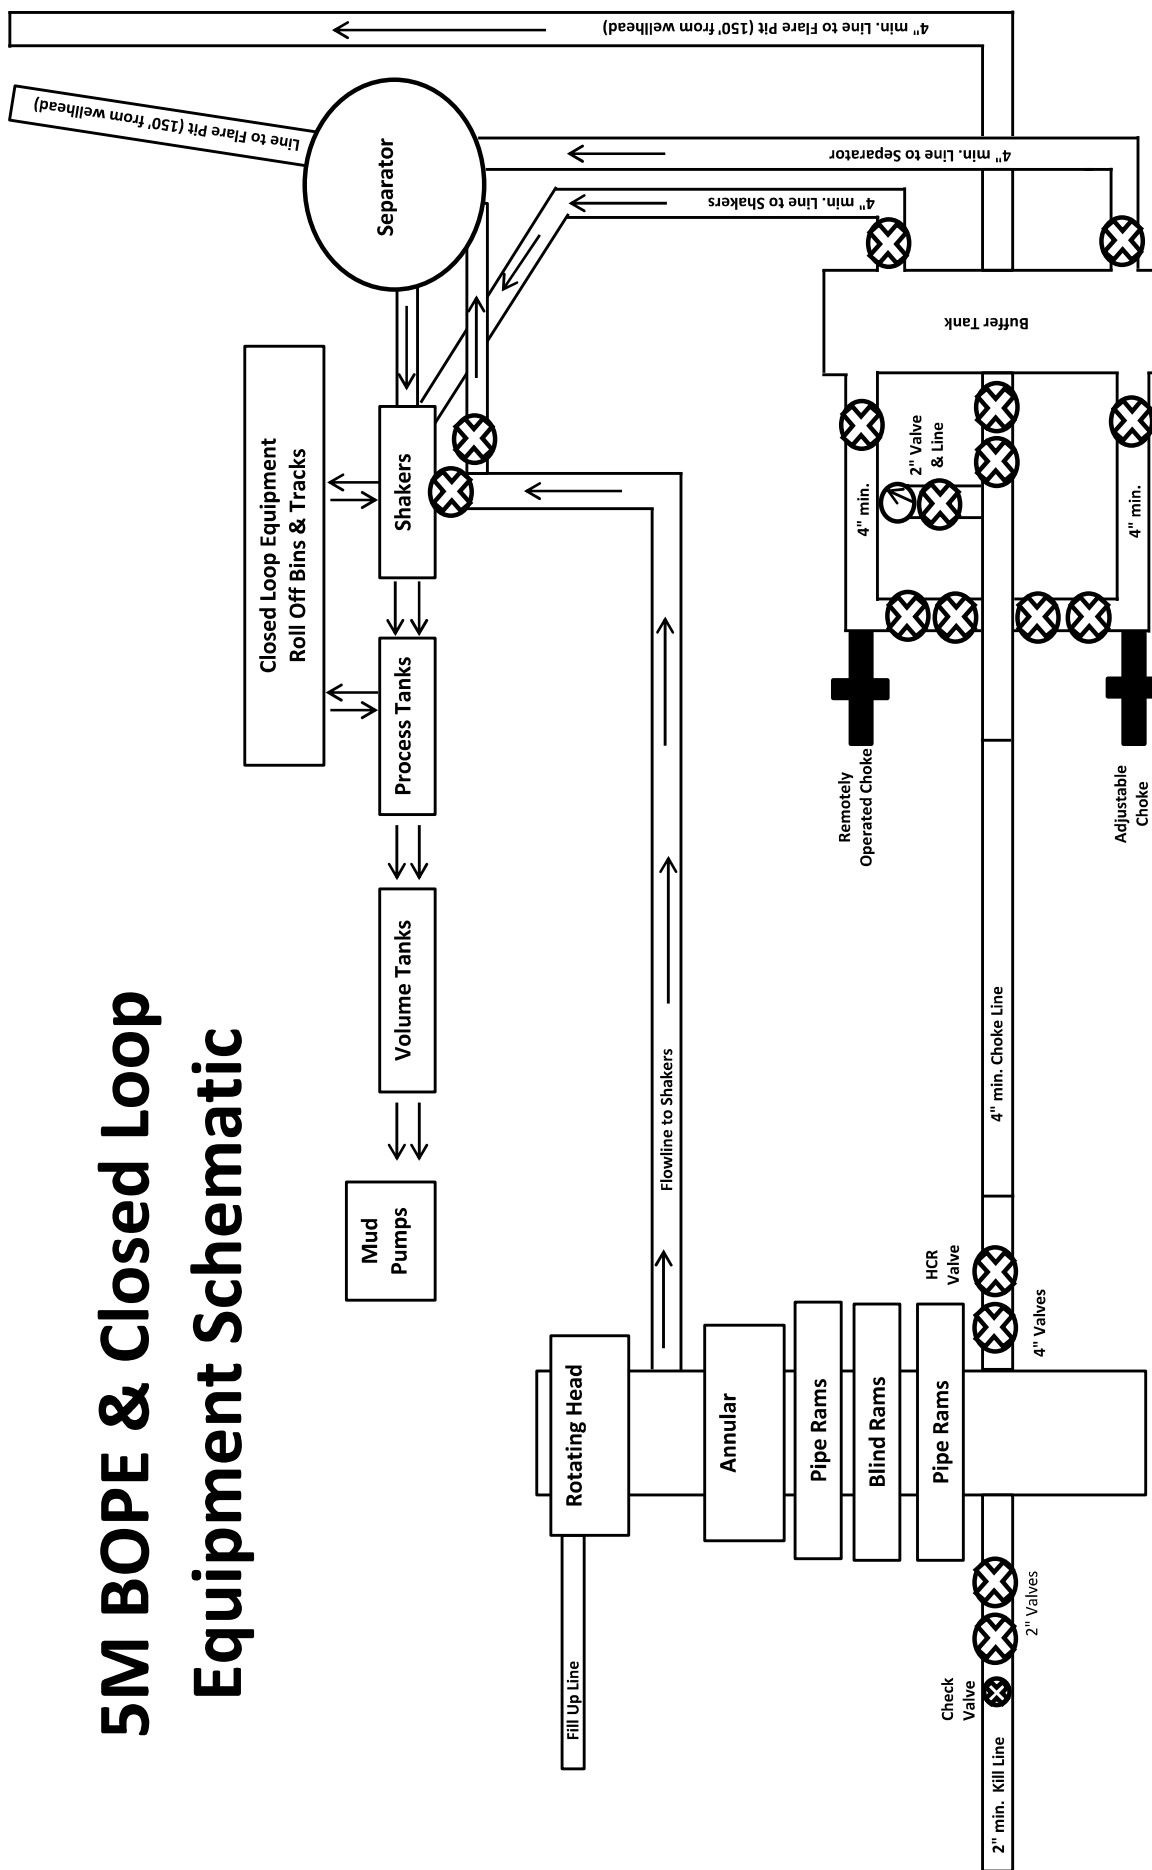 5M BOPE & Closed Loop
Equipment Schematic
Closed Loop Equipment
Roll Off Bins & Tracks
Mud
Pumps
Volume Tanks
Process Tanks
Shakers
Separator
Line to Flare Pit (150' from wellhead)
4" min. Line to Flare Pit (150' from wellhead)
4" min. Line to Separator
4" min. Line to Shakers
Fill Up Line
Rotating Head
Flowline to Shakers
Annular
Pipe Rams
Blind Rams
Pipe Rams
Remotely
Operated Choke
4" min.
2" Valve
& Line
Buffer Tank
Check
Valve
HCR
Valve
2" min. Kill Line
4" min. Choke Line
2" Valves
4" Valves
Adjustable
Choke
4" min.